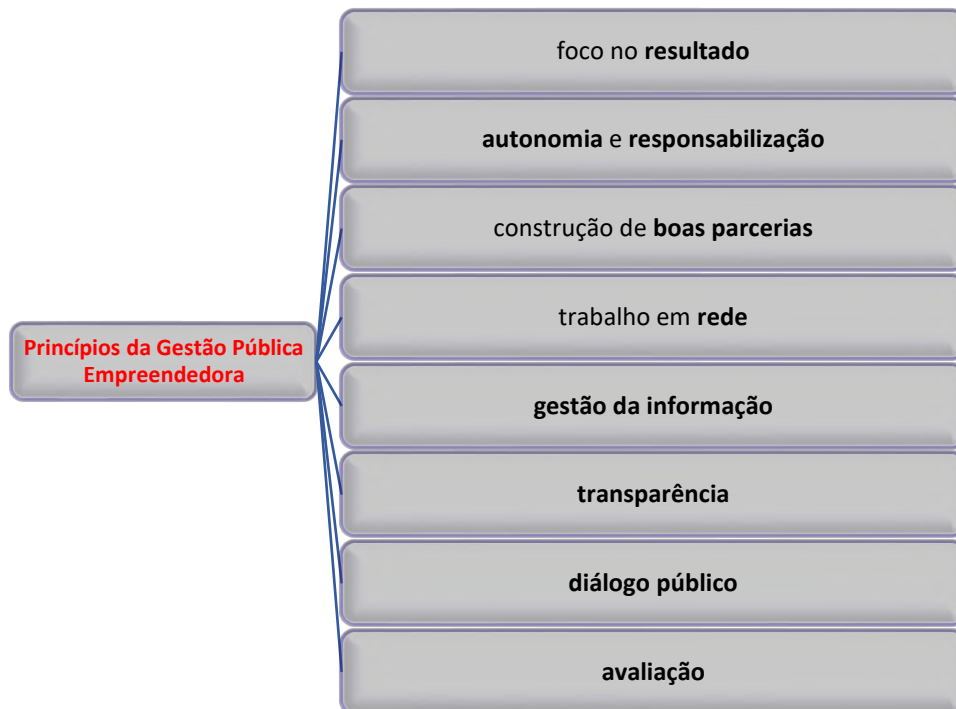 foco no resultado
autonomia e responsabilização
construção de boas parcerias
trabalho em rede
Princípios da Gestão Pública
Empreendedora
gestão da informação
transparência
diálogo público
avaliação